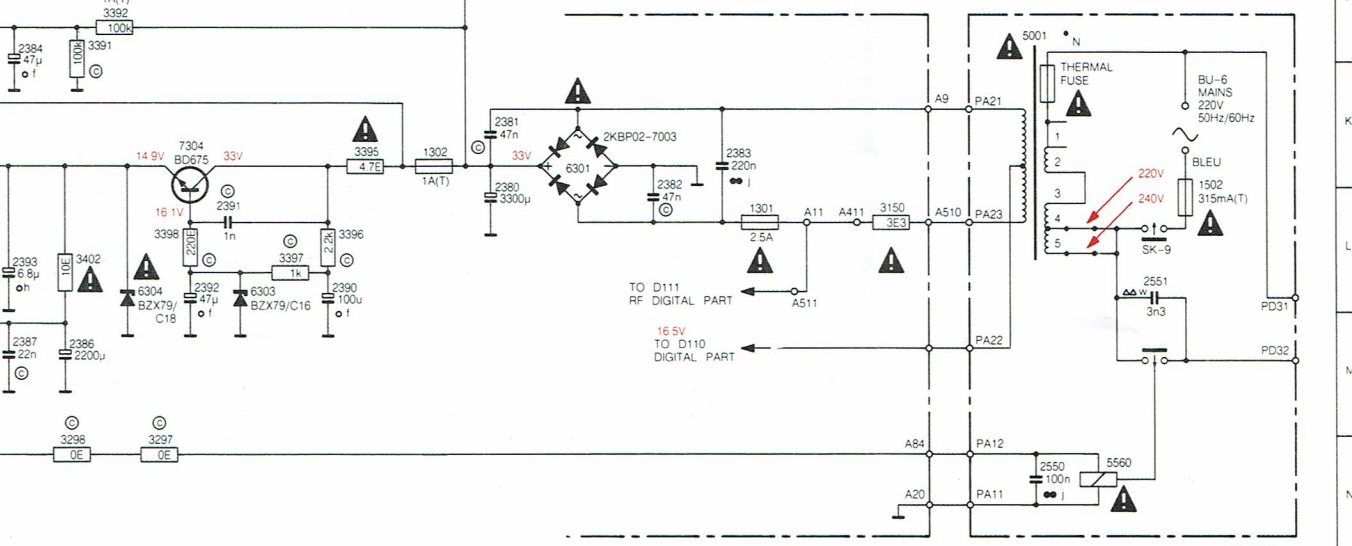 1A(T)
3392
100k
2384
47µ
f
100k
3391
C
7304
BD675
14.9V
33V
16.1V
C
2391
1n
3398
220E
C
C
3397
1k
2.2k
3396
C
2393
6.8µ
h
10E
3402
6304
BZX79/
C18
2392
47µ
f
6303
BZX79/C16
2390
100u
f
2387
22n
C
2386
2200µ
C
3298
0E
C
3297
0E
3395
4.7E
1302
1A(T)
2381
47n
C
33V
2380
3300µ
2KBP02-7003
6301
~
~
+
−
2382
47n
C
2383
220n
j
1301
2.5A
A11
A411
3150
3E3
A9
PA21
A510
PA23
TO D111
RF DIGITAL PART
A511
16.5V
TO D110
DIGITAL PART
PA22
A84
PA12
A20
PA11
2550
100n
j
5560
5001
N
THERMAL
FUSE
1
2
3
4
5
BU-6
MAINS
220V
50Hz/60Hz
BLEU
220V
240V
1502
315mA(T)
SK-9
2551
w
3n3
PD31
PD32
K
L
M
N